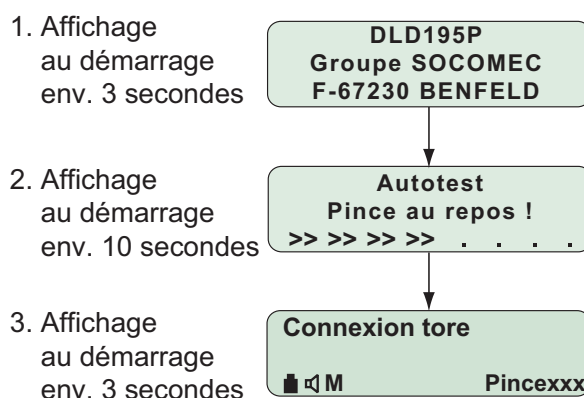 1. Affichage
au démarrage
env. 3 secondes
DLD195P
Groupe SOCOMEC
F-67230 BENFELD
2. Affichage
au démarrage
env. 10 secondes
Autotest
Pince au repos !
>> >> >> >> . . . .
3. Affichage
au démarrage
env. 3 secondes
Connexion tore
M Pincexxx